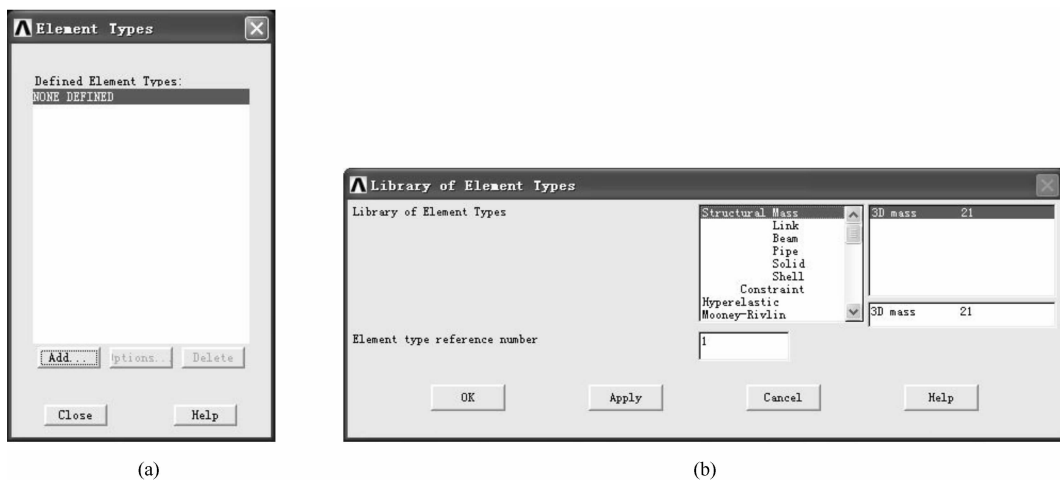 Element Types
Defined Element Types:
NONE DEFINED
Add... ptions... Delete
Close Help
(a)
Library of Element Types
Library of Element Types
Structural Mass
Link
Beam
Pipe
Solid
Shell
Constraint
Hyperelastic
Mooney-Rivlin
3D mass 21
3D mass 21
Element type reference number
1
OK Apply Cancel Help
(b)